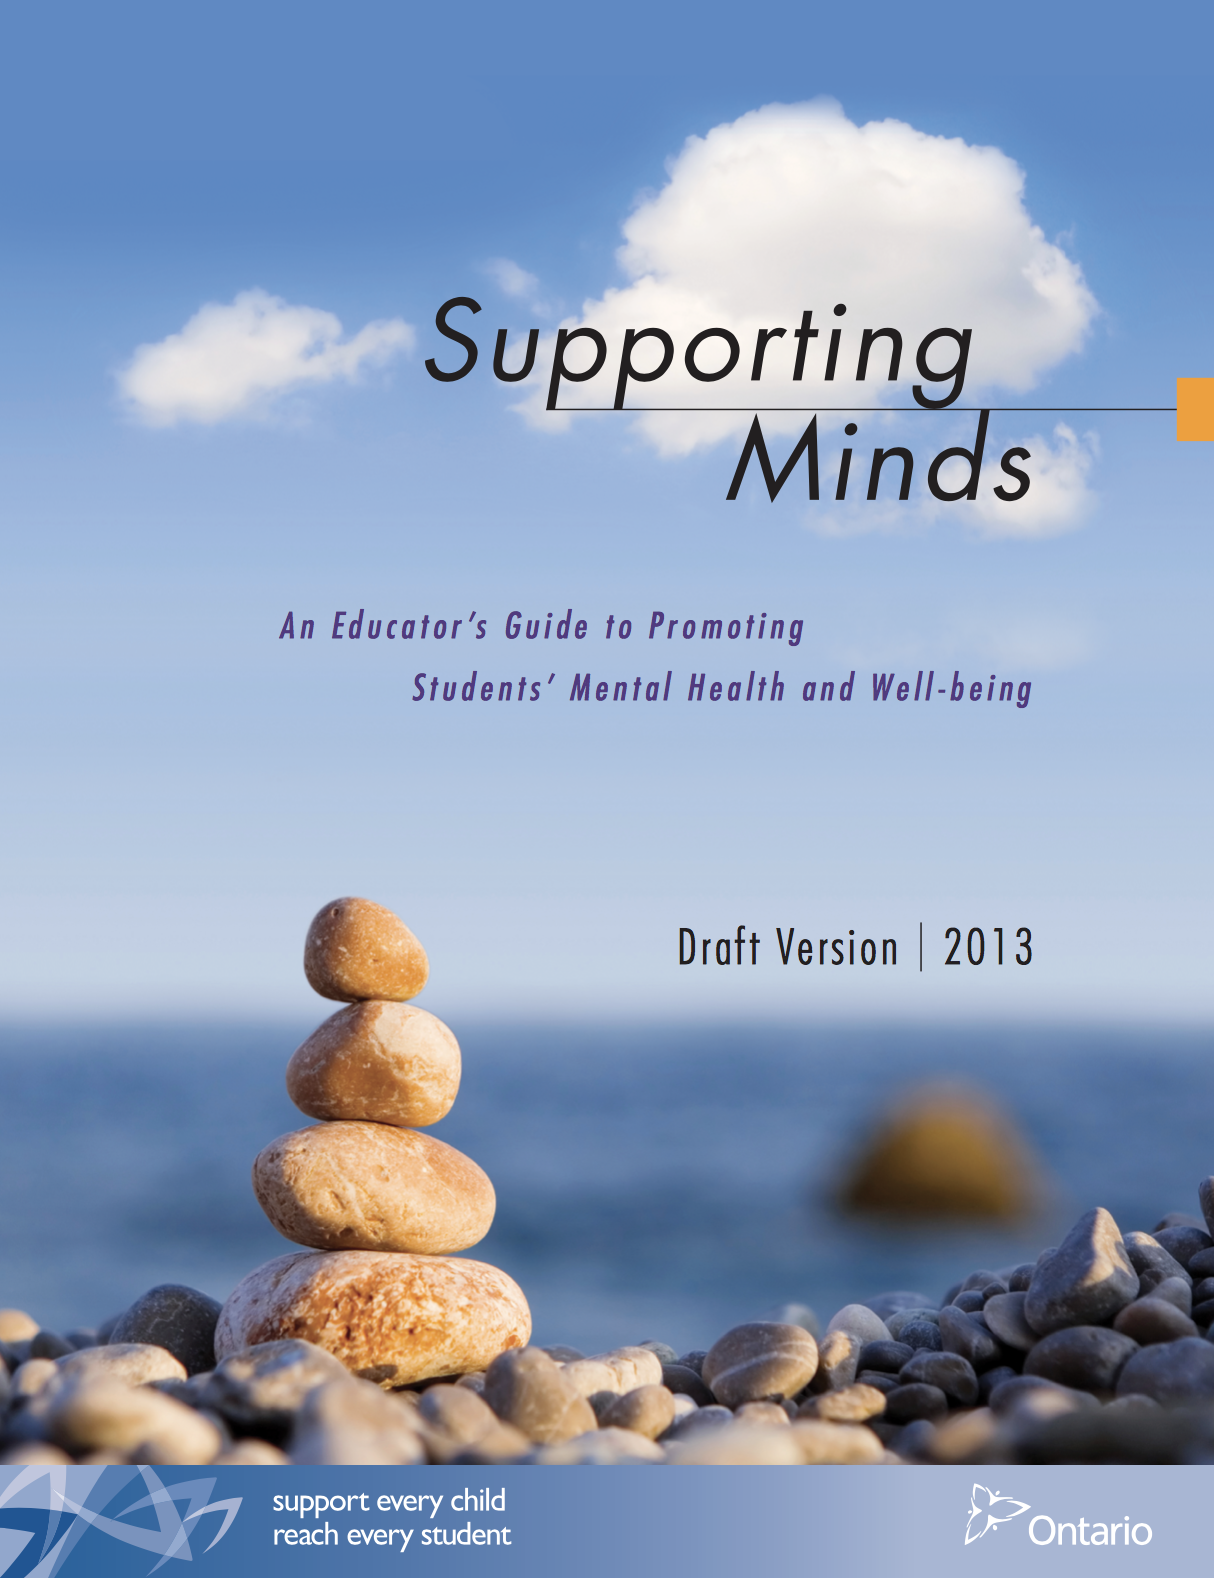 Supporting
Minds
An Educator’s Guide to Promoting
Students’ Mental Health and Well-being
Draft Version | 2013
support every child
reach every student
Ontario